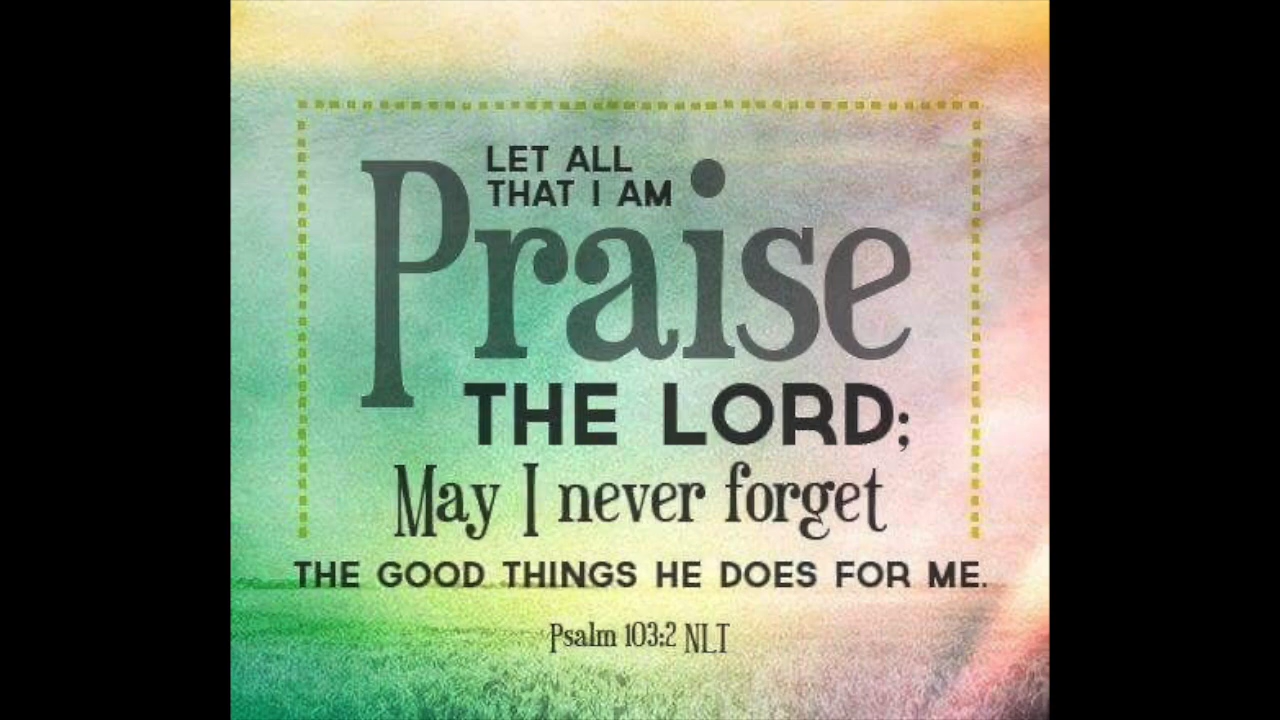 LET ALL
THAT I AM
Praise
THE LORD;
May I never forget
THE GOOD THINGS HE DOES FOR ME.
Psalm 103:2 NLT